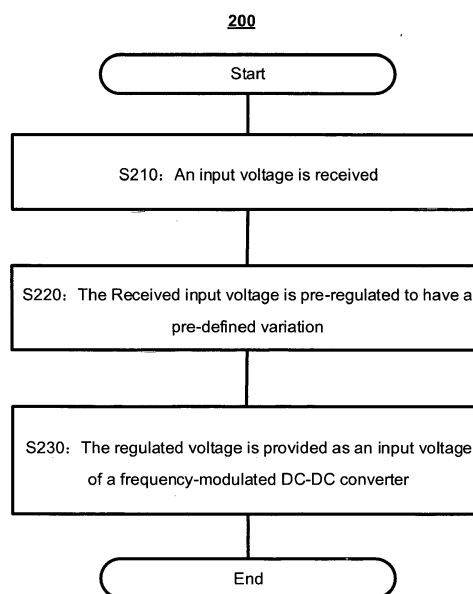 200
Start
S210: An input voltage is received
S220: The Received input voltage is pre-regulated to have a
pre-defined variation
S230: The regulated voltage is provided as an input voltage
of a frequency-modulated DC-DC converter
End